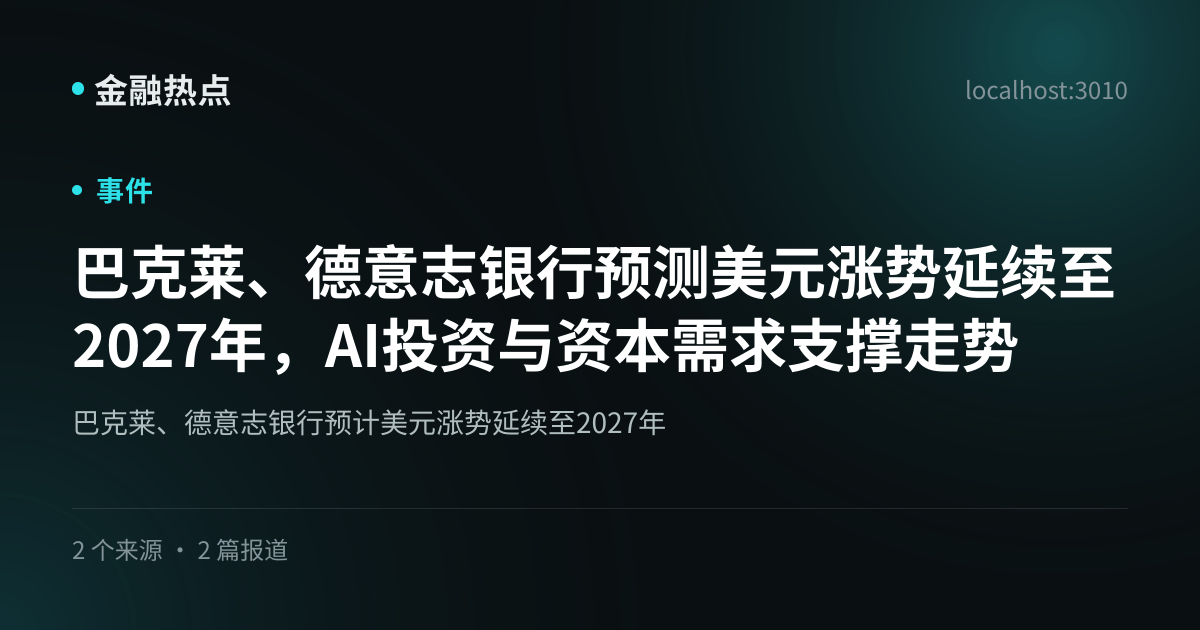 金融热点
localhost:3010
事件
巴克莱、德意志银行预测美元涨势延续至
2027年，AI投资与资本需求支撑走势
巴克莱、德意志银行预计美元涨势延续至2027年
2 个来源 · 2 篇报道